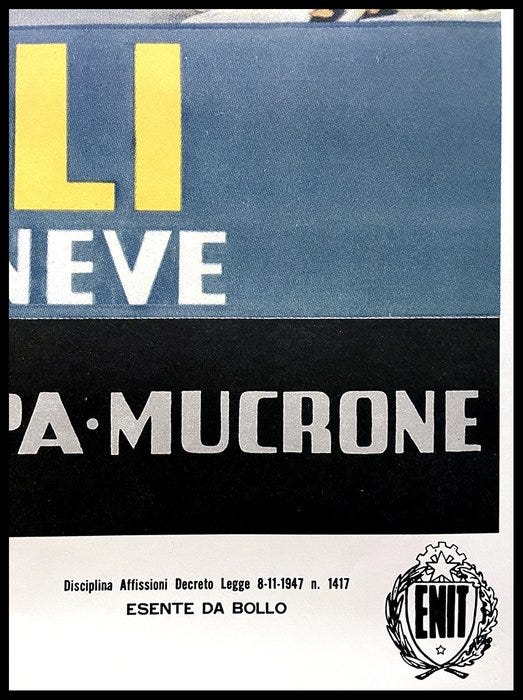 LI
NEVE
PA·MUCRONE
Disciplina Affissioni Decreto Legge 8-11-1947 n. 1417
ESENTE DA BOLLO
ENIT